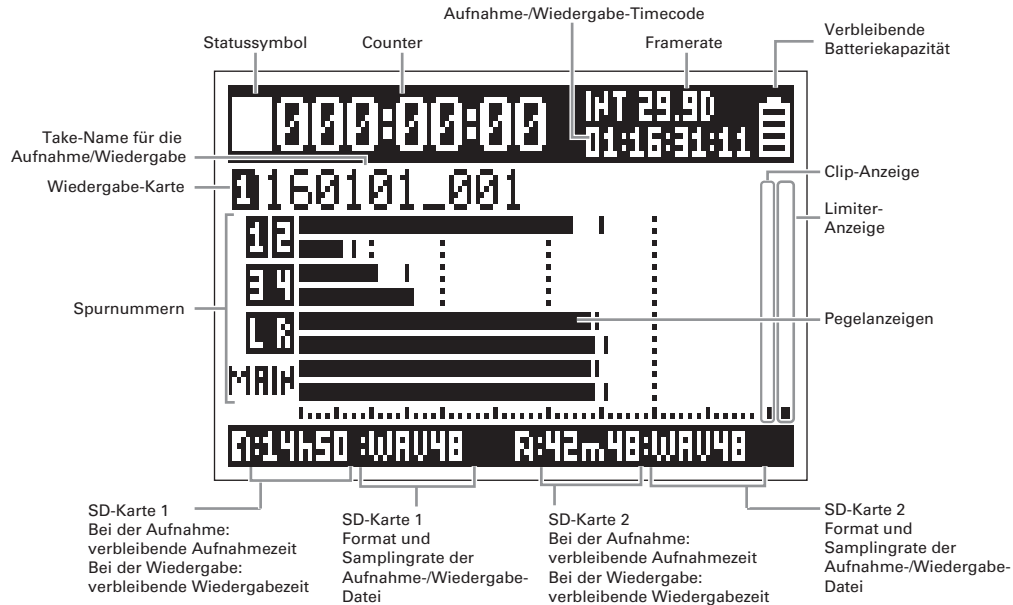 Aufnahme-/Wiedergabe-Timecode
Statussymbol
Counter
Framerate
Verbleibende
Batteriekapazität
000:00:00
INT 29.9D
01:16:31:11
Take-Name für die
Aufnahme/Wiedergabe
Wiedergabe-Karte
1 160101_001
Clip-Anzeige
Limiter-
Anzeige
1 2
3 4
Spurnummern
L R
Pegelanzeigen
MAIN
:14h50 :WAV48
:42m48:WAV48
SD-Karte 1
Bei der Aufnahme:
verbleibende Aufnahmezeit
Bei der Wiedergabe:
verbleibende Wiedergabezeit
SD-Karte 1
Format und
Samplingrate der
Aufnahme-/Wiedergabe-
Datei
SD-Karte 2
Bei der Aufnahme:
verbleibende Aufnahmezeit
Bei der Wiedergabe:
verbleibende Wiedergabezeit
SD-Karte 2
Format und
Samplingrate der
Aufnahme-/Wiedergabe-
Datei